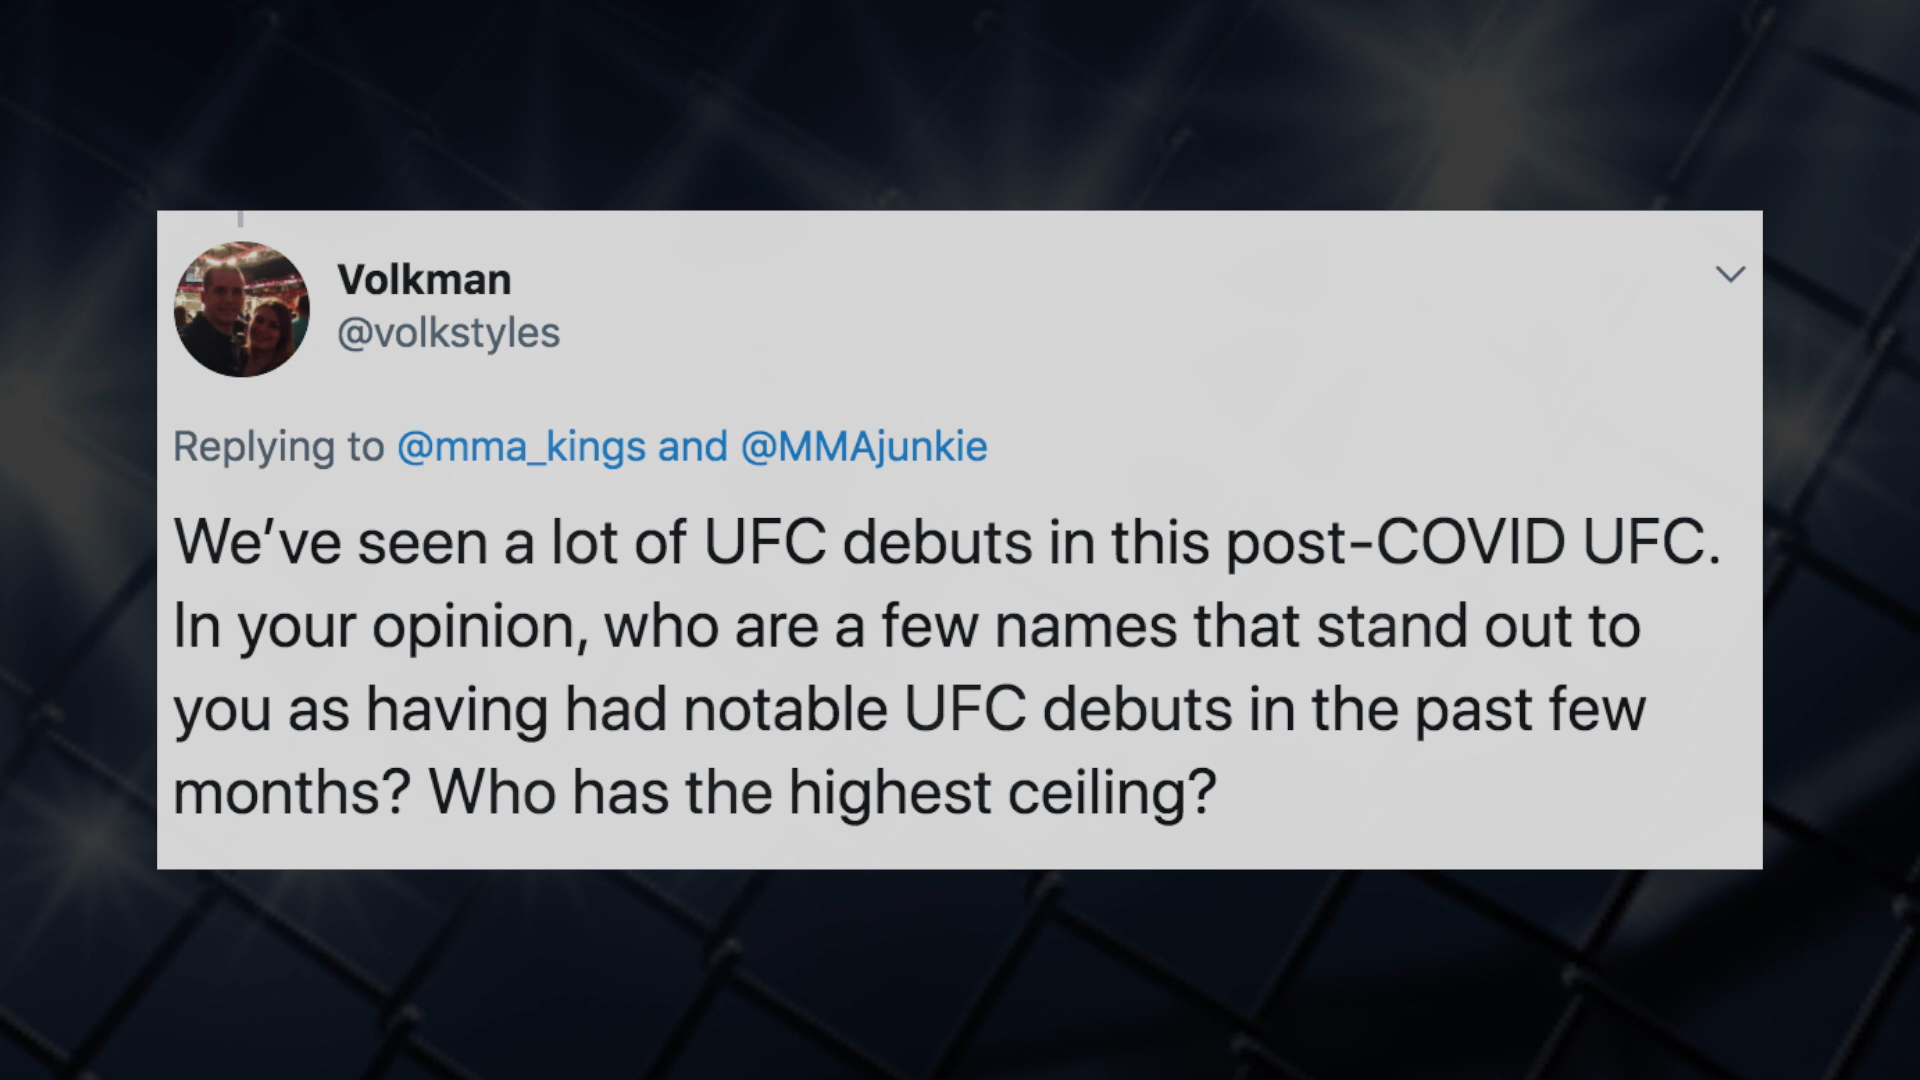 Volkman
@volkstyles
Replying to @mma_kings and @MMAjunkie
We’ve seen a lot of UFC debuts in this post-COVID UFC.
In your opinion, who are a few names that stand out to
you as having had notable UFC debuts in the past few
months? Who has the highest ceiling?